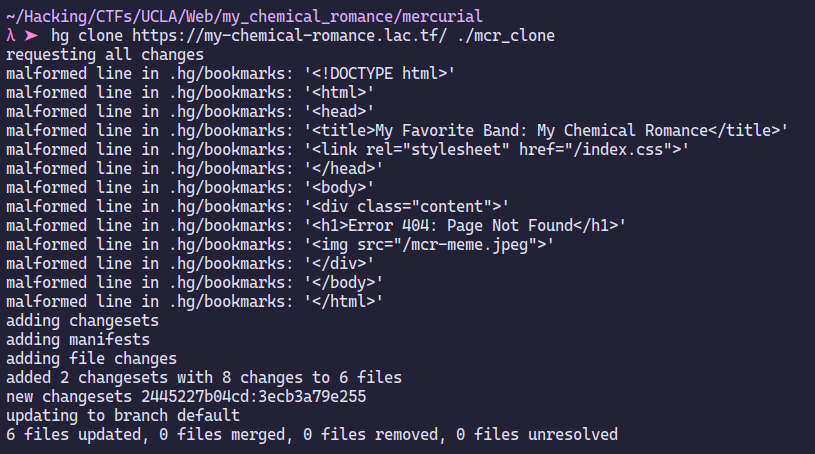 ~/Hacking/CTFs/UCLA/Web/my_chemical_romance/mercurial
λ ➤ hg clone https://my-chemical-romance.lac.tf/ ./mcr_clone
requesting all changes
malformed line in .hg/bookmarks: '<!DOCTYPE html>'
malformed line in .hg/bookmarks: '<html>'
malformed line in .hg/bookmarks: '<head>'
malformed line in .hg/bookmarks: '<title>My Favorite Band: My Chemical Romance</title>'
malformed line in .hg/bookmarks: '<link rel="stylesheet" href="/index.css">'
malformed line in .hg/bookmarks: '</head>'
malformed line in .hg/bookmarks: '<body>'
malformed line in .hg/bookmarks: '<div class="content">'
malformed line in .hg/bookmarks: '<h1>Error 404: Page Not Found</h1>'
malformed line in .hg/bookmarks: '<img src="/mcr-meme.jpeg">'
malformed line in .hg/bookmarks: '</div>'
malformed line in .hg/bookmarks: '</body>'
malformed line in .hg/bookmarks: '</html>'
adding changesets
adding manifests
adding file changes
added 2 changesets with 8 changes to 6 files
new changesets 2445227b04cd:3ecb3a79e255
updating to branch default
6 files updated, 0 files merged, 0 files removed, 0 files unresolved